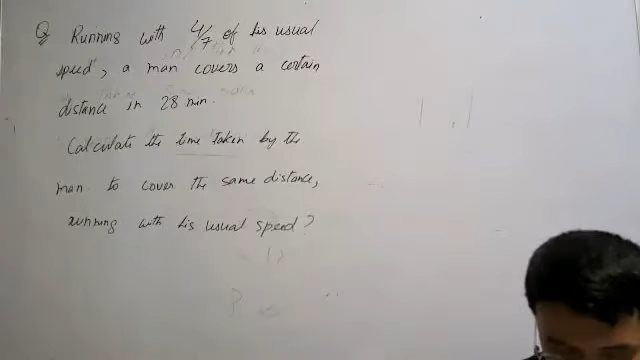 Q Running with 4/7 of his usual
speed, a man covers a certain
distance in 28 min.
Calculate the time taken by the
man to cover the same distance,
running with his usual speed?